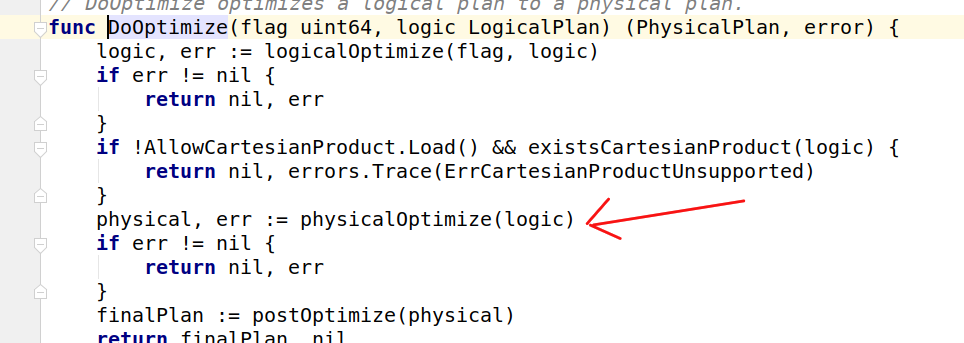 // DoOptimize optimizes a logical plan to a physical plan.
func DoOptimize(flag uint64, logic LogicalPlan) (PhysicalPlan, error) {
    logic, err := logicalOptimize(flag, logic)
    if err != nil {
        return nil, err
    }
    if !AllowCartesianProduct.Load() && existsCartesianProduct(logic) {
        return nil, errors.Trace(ErrCartesianProductUnsupported)
    }
    physical, err := physicalOptimize(logic)
    if err != nil {
        return nil, err
    }
    finalPlan := postOptimize(physical)
    return finalPlan, nil